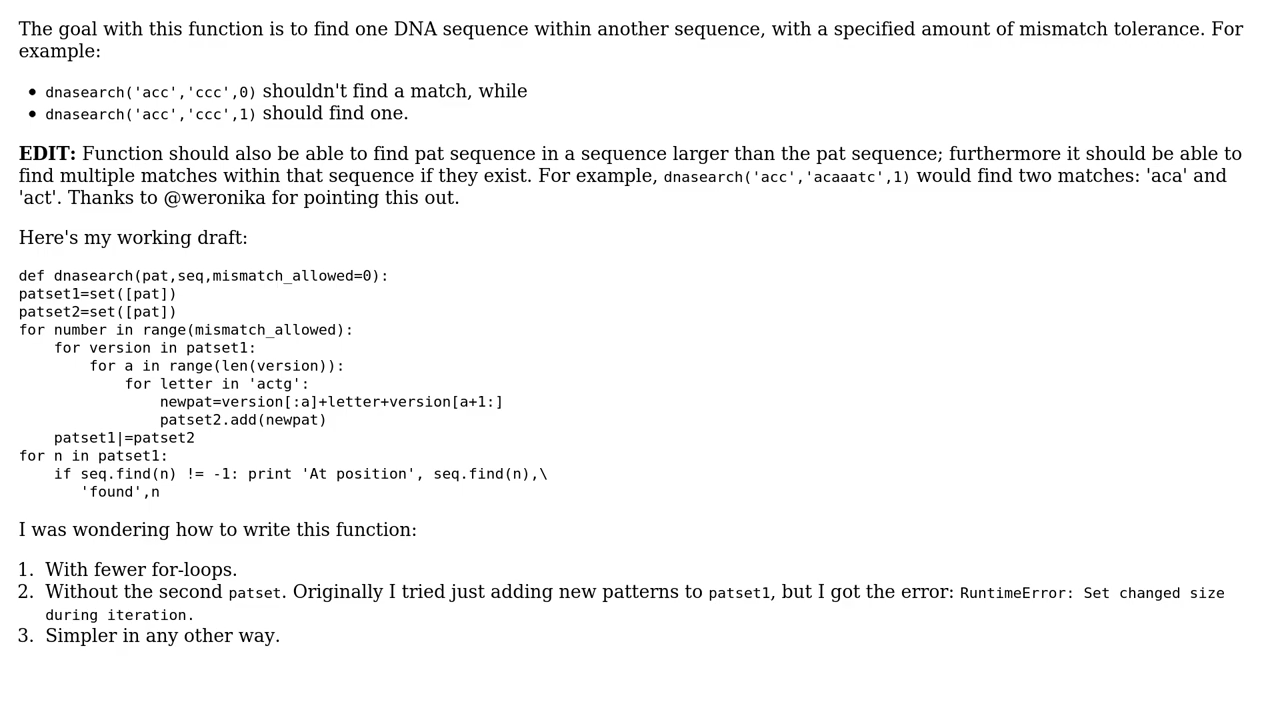 The goal with this function is to find one DNA sequence within another sequence, with a specified amount of mismatch tolerance. For
example:
• dnasearch('acc','ccc',0) shouldn't find a match, while
• dnasearch('acc','ccc',1) should find one.
EDIT: Function should also be able to find pat sequence in a sequence larger than the pat sequence; furthermore it should be able to
find multiple matches within that sequence if they exist. For example, dnasearch('acc','acaaatc',1) would find two matches: 'aca' and
'act'. Thanks to @weronika for pointing this out.
Here's my working draft:
def dnasearch(pat,seq,mismatch_allowed=0):
patset1=set([pat])
patset2=set([pat])
for number in range(mismatch_allowed):
    for version in patset1:
        for a in range(len(version)):
            for letter in 'actg':
                newpat=version[:a]+letter+version[a+1:]
                patset2.add(newpat)
    patset1|=patset2
for n in patset1:
    if seq.find(n) != -1: print 'At position', seq.find(n),\
       'found',n
I was wondering how to write this function:
1. With fewer for-loops.
2. Without the second patset. Originally I tried just adding new patterns to patset1, but I got the error: RuntimeError: Set changed size
during iteration.
3. Simpler in any other way.